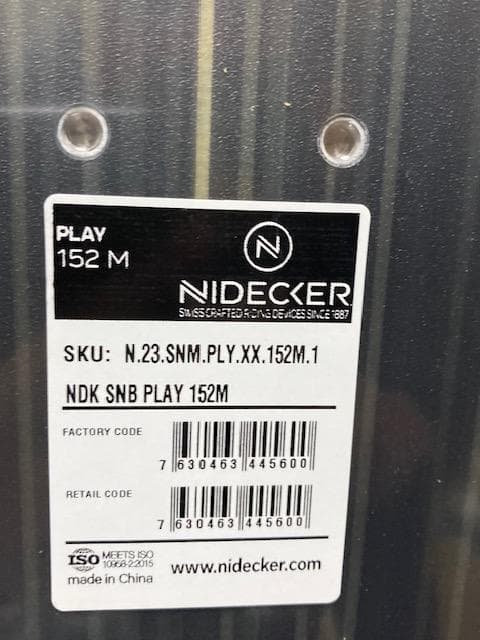 PLAY
152 M
N
NIDECKER
SWISS CRAFTED RIDING DEVICES SINCE 1887
SKU: N.23.SNM.PLY.XX.152M.1
NDK SNB PLAY 152M
FACTORY CODE
7 630463 445600
RETAIL CODE
7 630463 445600
ISO MEETS ISO
10958-2:2015
made in China
www.nidecker.com